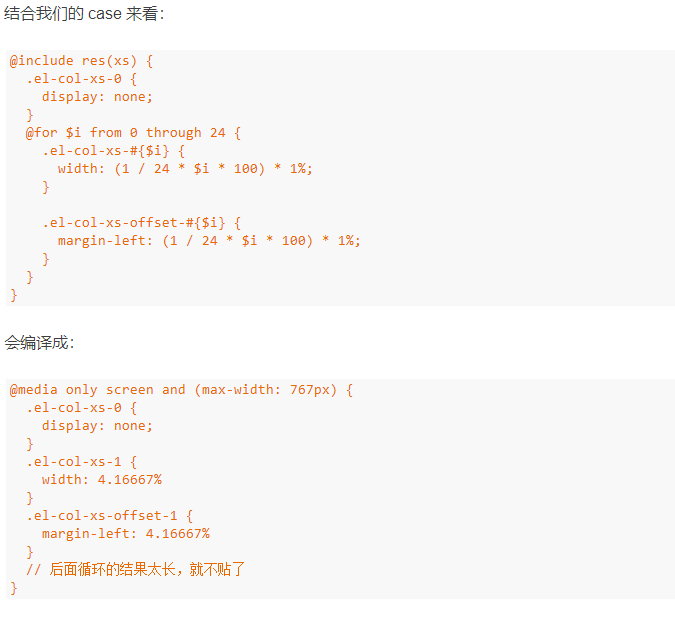 结合我们的 case 来看：
@include res(xs) {
  .el-col-xs-0 {
    display: none;
  }
  @for $i from 0 through 24 {
    .el-col-xs-#{$i} {
      width: (1 / 24 * $i * 100) * 1%;
    }

    .el-col-xs-offset-#{$i} {
      margin-left: (1 / 24 * $i * 100) * 1%;
    }
  }
}
会编译成：
@media only screen and (max-width: 767px) {
  .el-col-xs-0 {
    display: none;
  }
  .el-col-xs-1 {
    width: 4.16667%
  }
  .el-col-xs-offset-1 {
    margin-left: 4.16667%
  }
  // 后面循环的结果太长，就不贴了
}